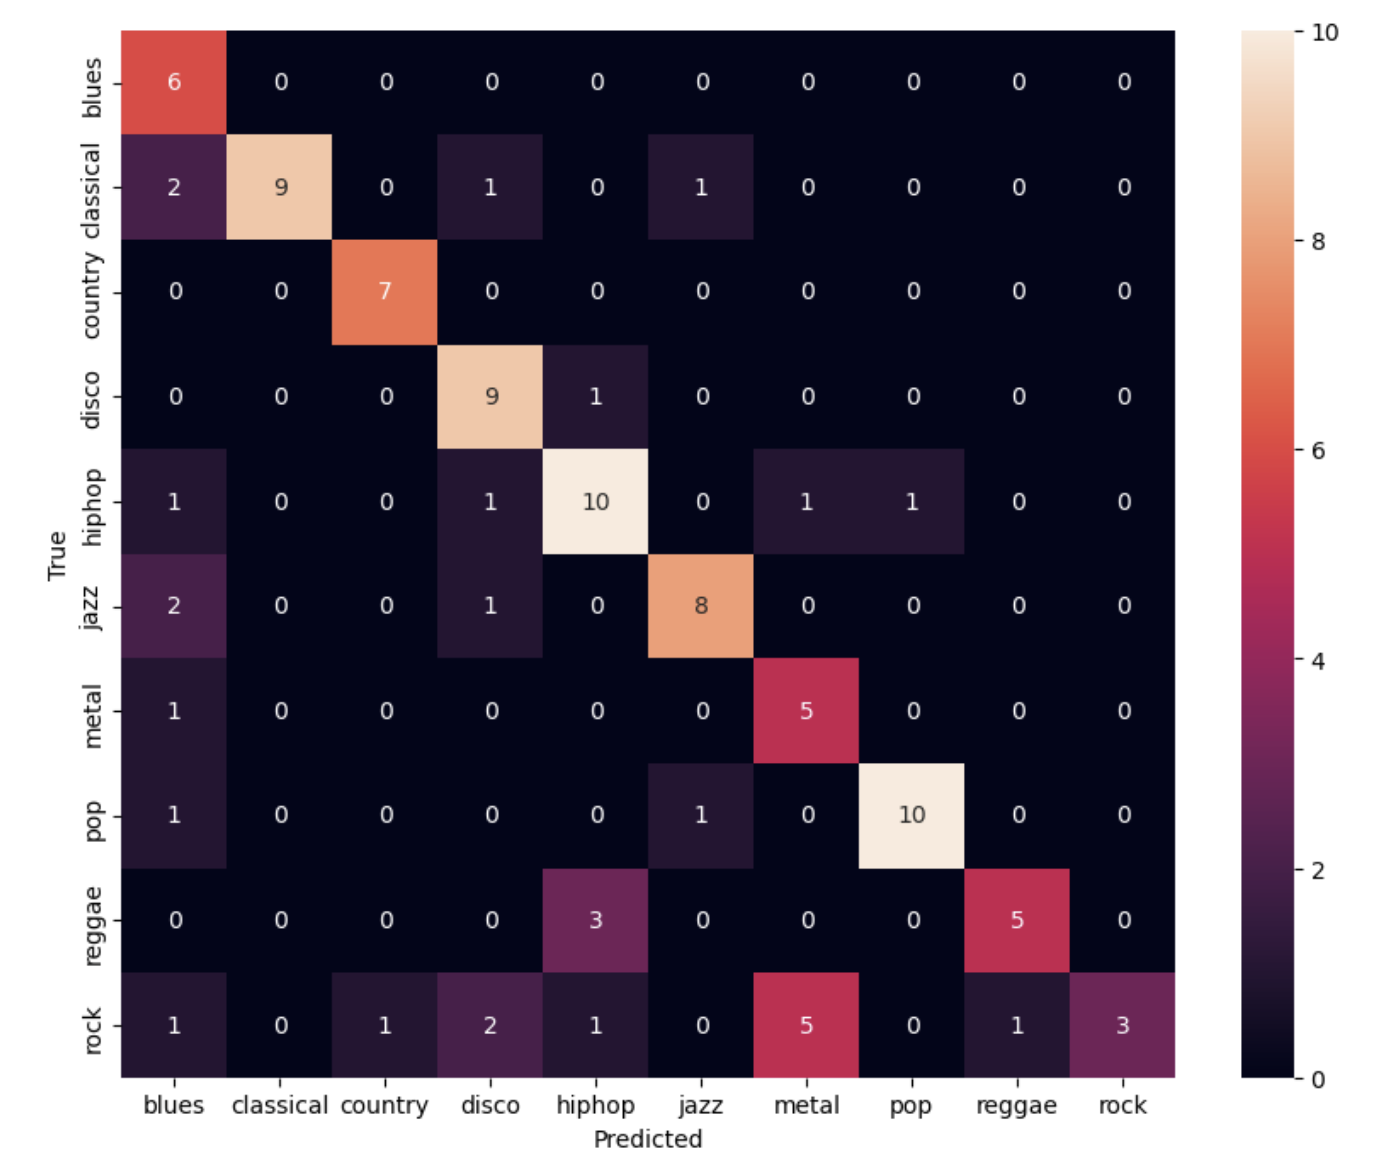 blues 6 0 0 0 0 0 0 0 0 0
classical 2 9 0 1 0 1 0 0 0 0
country 0 0 7 0 0 0 0 0 0 0
disco 0 0 0 9 1 0 0 0 0 0
hiphop 1 0 0 1 10 0 1 1 0 0
jazz 2 0 0 1 0 8 0 0 0 0
metal 1 0 0 0 0 0 5 0 0 0
pop 1 0 0 0 0 1 0 10 0 0
reggae 0 0 0 0 3 0 0 0 5 0
rock 1 0 1 2 1 0 5 0 1 3
True
blues classical country disco hiphop jazz metal pop reggae rock
Predicted
10
8
6
4
2
0